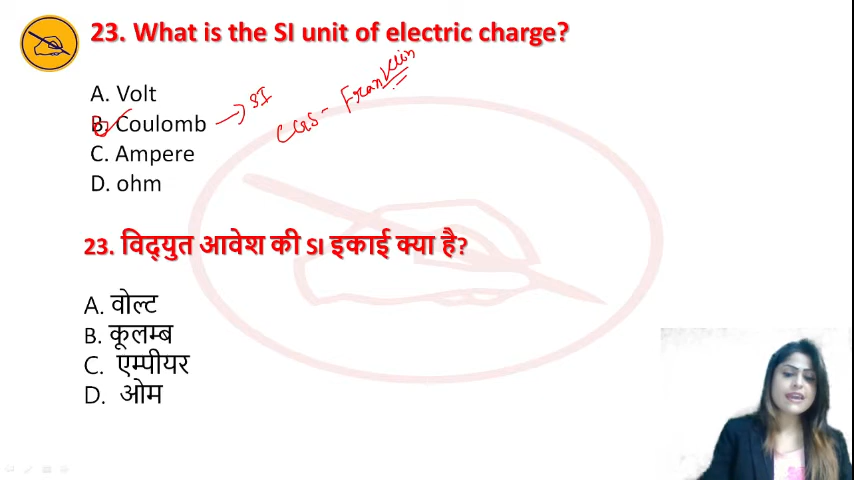 23. What is the SI unit of electric charge?
A. Volt
B. Coulomb → SI
CGS - Franklin
C. Ampere
D. ohm
23. विद्युत आवेश की SI इकाई क्या है?
A. वोल्ट
B. कूलम्ब
C. एम्पीयर
D. ओम